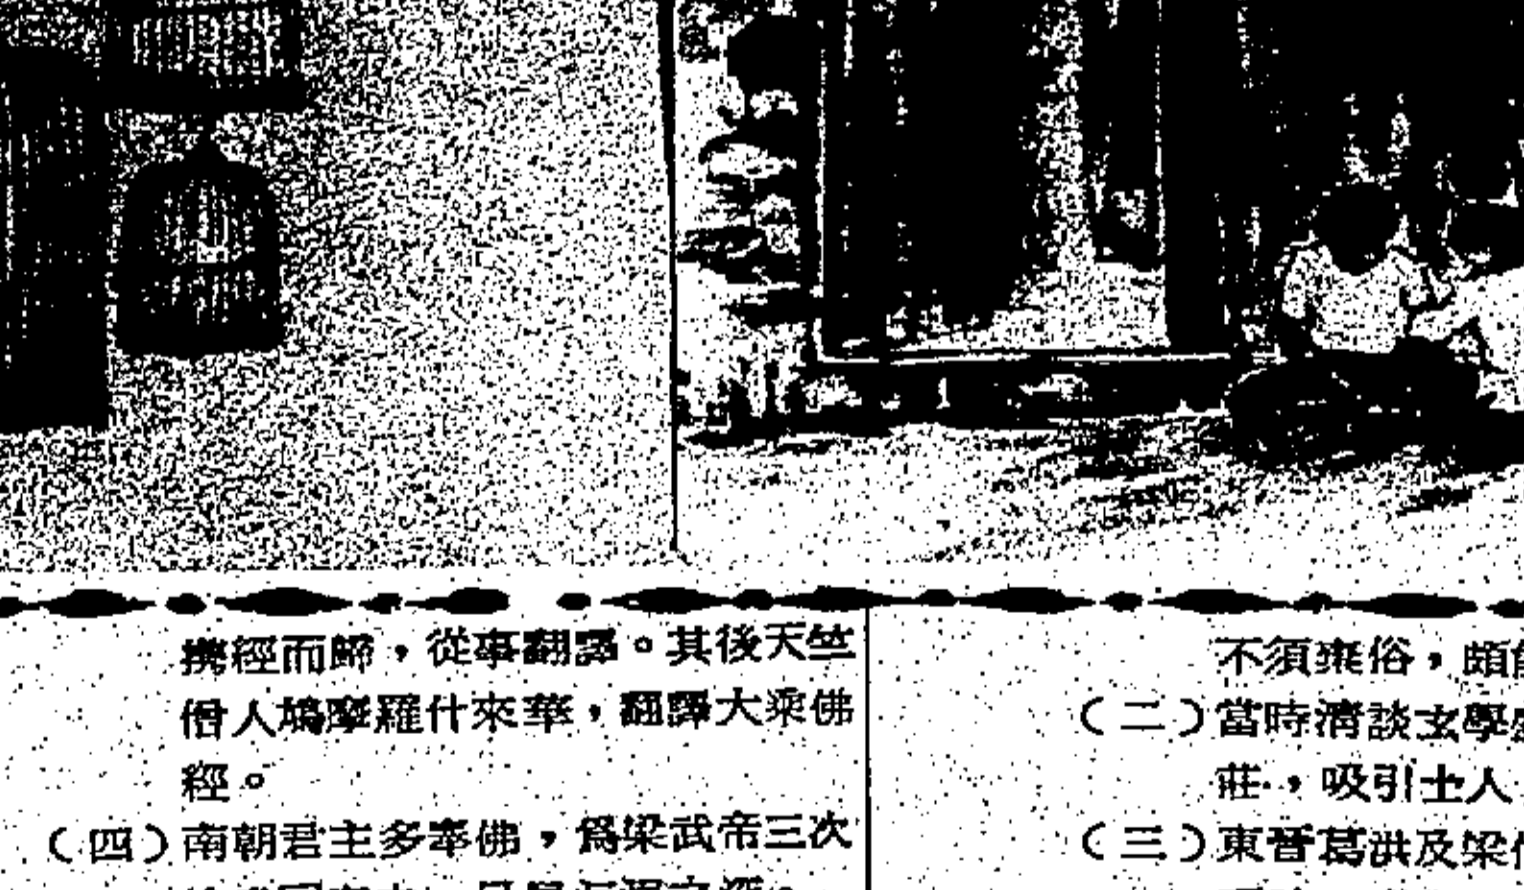 攜經而歸，從事翻譯。其後天竺
僧人鳩摩羅什來華，翻譯大乘佛
經。
（四）南朝君主多奉佛，爲梁武帝三次
不須棄俗，頗
（二）當時清談玄學
莊，吸引士人
（三）東晉葛洪及梁